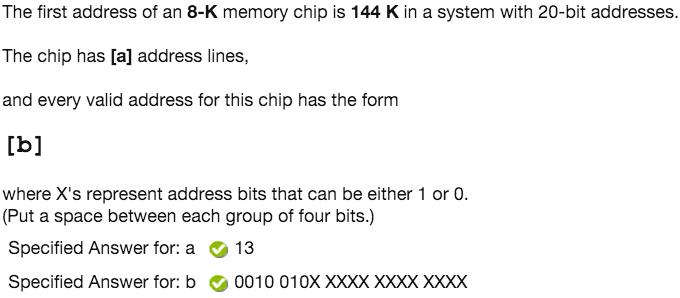 The first address of an 8-K memory chip is 144 K in a system with 20-bit addresses.
The chip has [a] address lines,
and every valid address for this chip has the form
[b]
where X's represent address bits that can be either 1 or 0.
(Put a space between each group of four bits.)
Specified Answer for: a 13
Specified Answer for: b 0010 010X XXXX XXXX XXXX